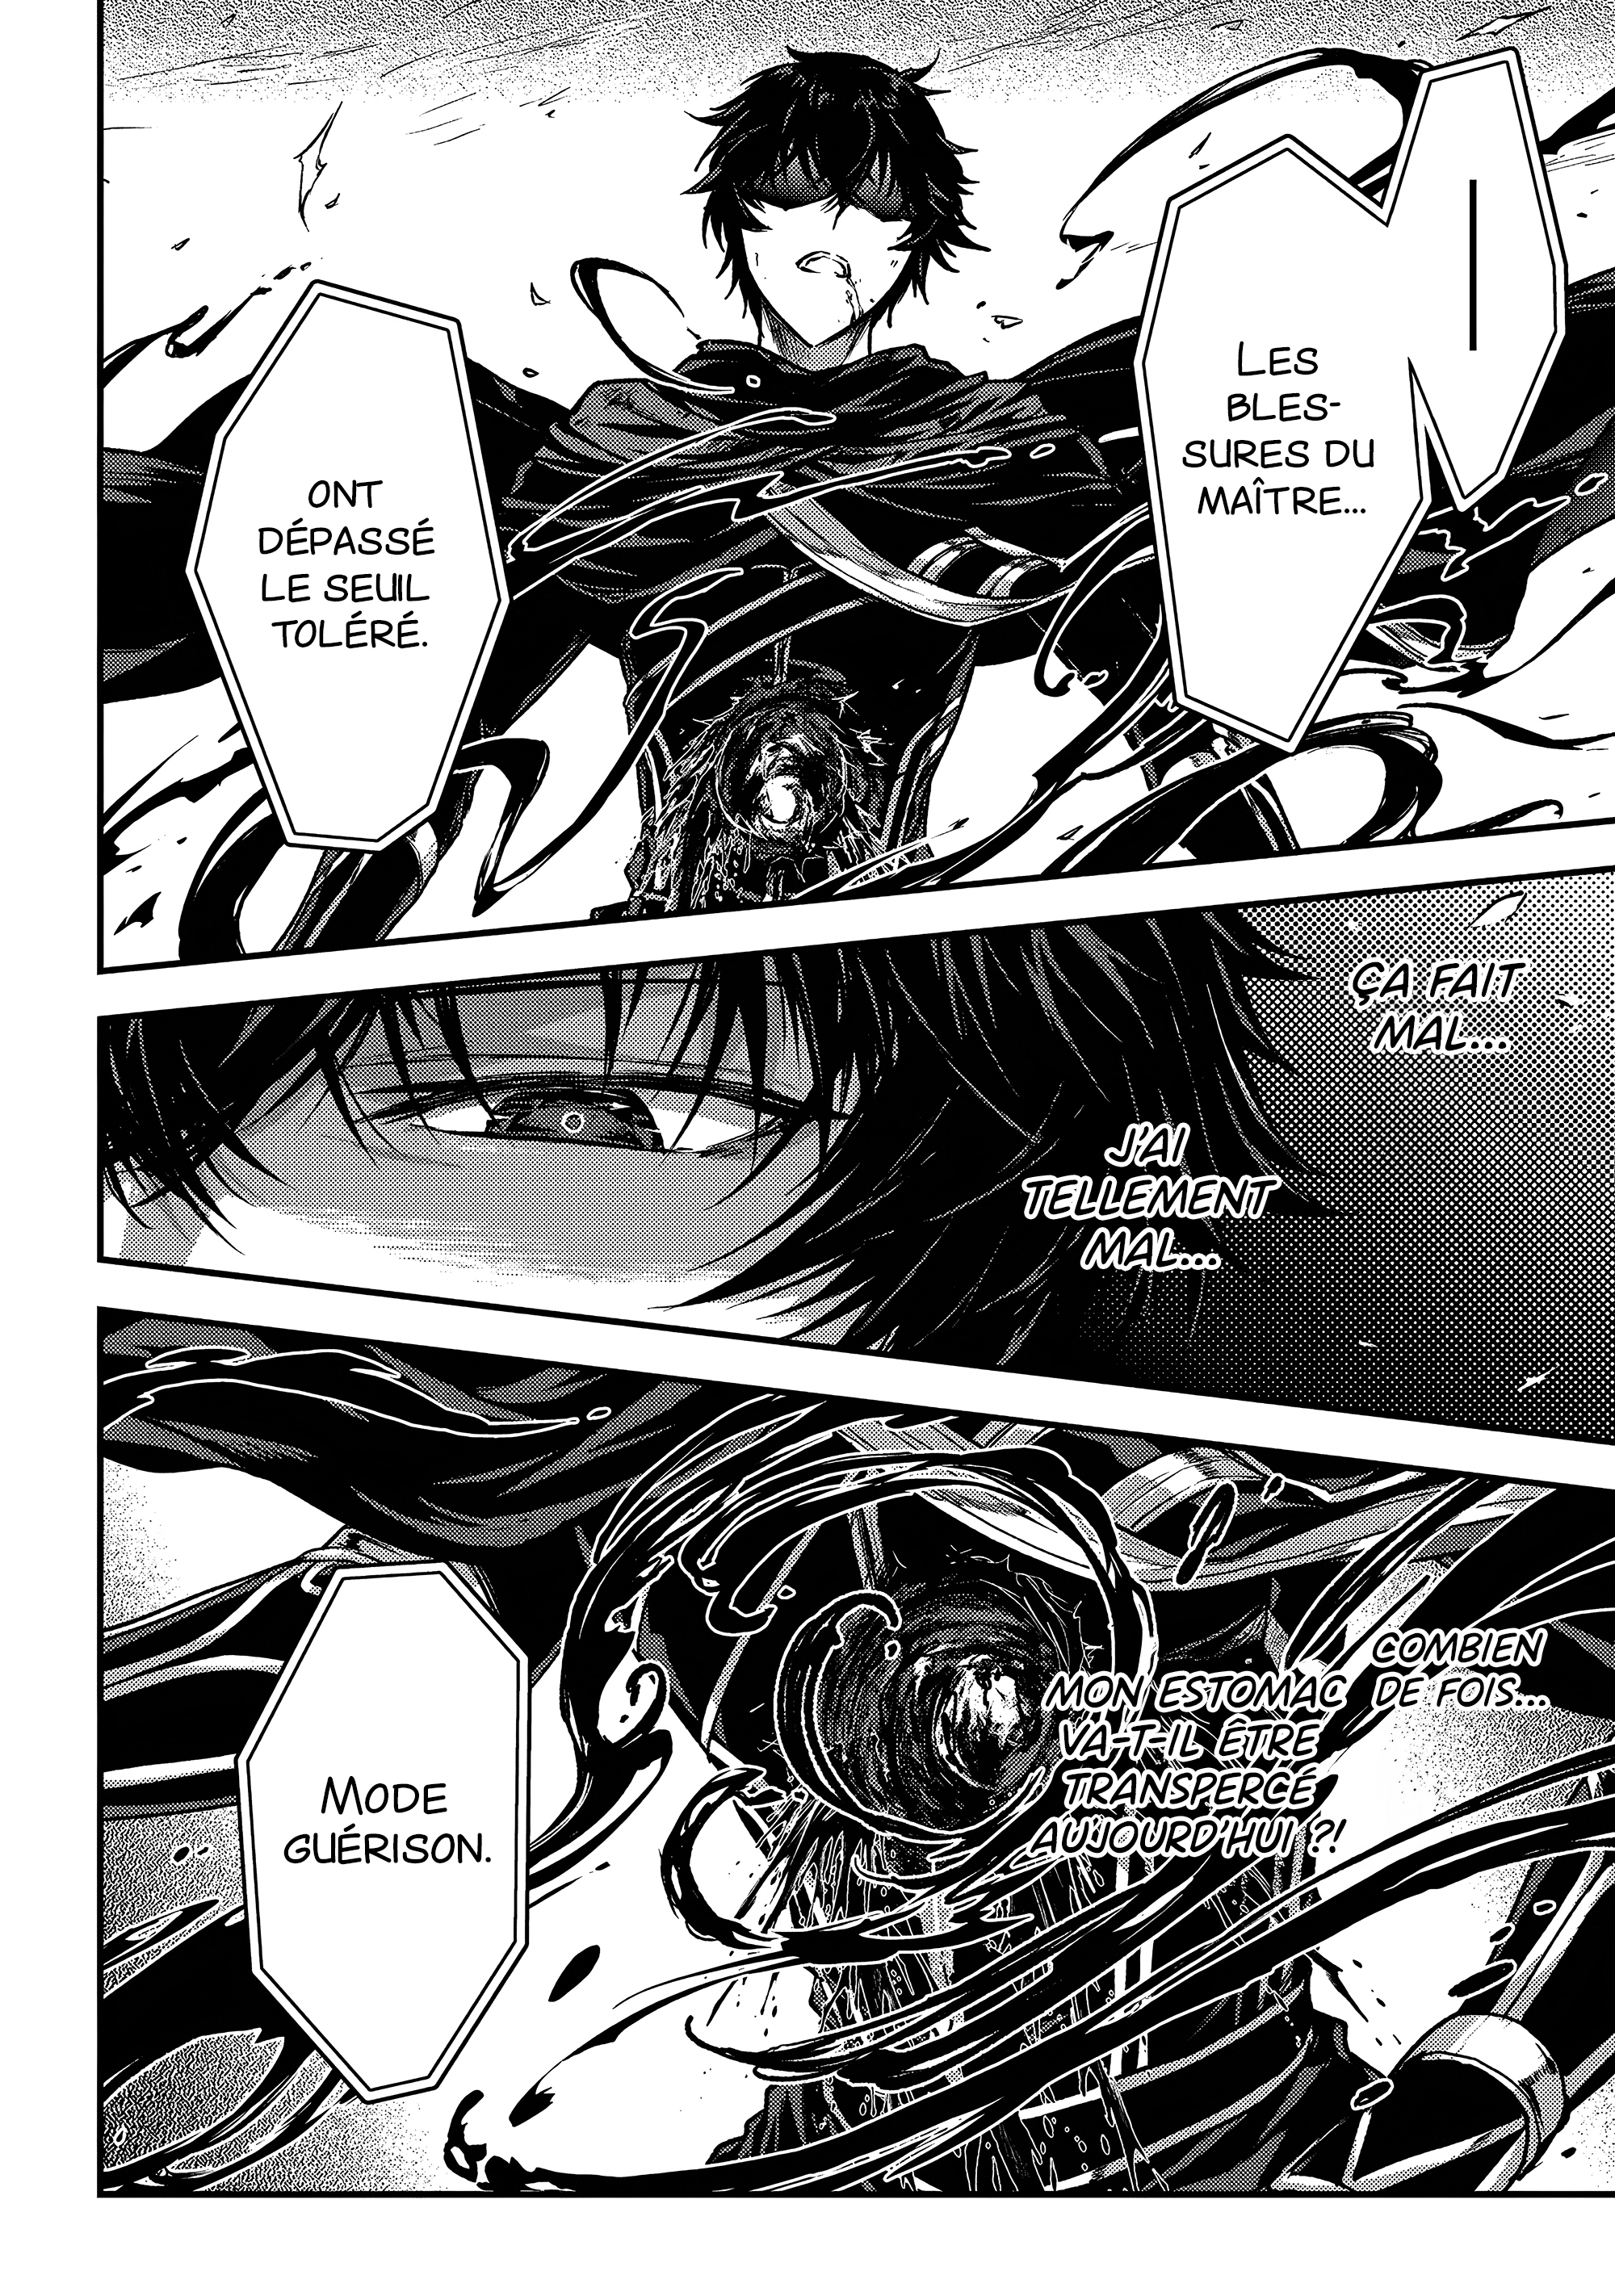 |
LES
BLES-
SURES DU
MAÎTRE...
ONT
DÉPASSÉ
LE SEUIL
TOLÉRÉ.
ÇA FAIT
MAL...
J'AI
TELLEMENT
MAL...
COMBIEN
DE FOIS...
MON ESTOMAC
VA-T-IL ÊTRE
TRANSPERCÉ
AUJOURD'HUI ?!
MODE
GUÉRISON.